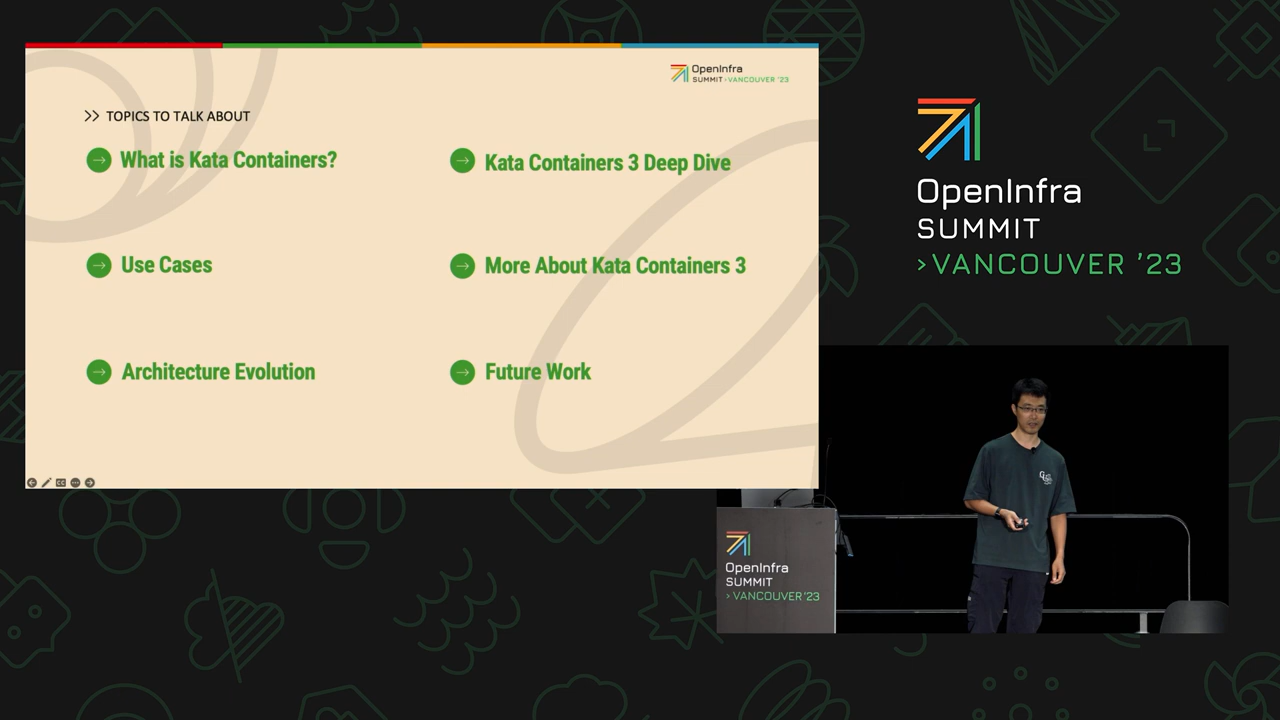 OpenInfra
SUMMIT › VANCOUVER '23
>> TOPICS TO TALK ABOUT
What is Kata Containers?
Use Cases
Architecture Evolution
Kata Containers 3 Deep Dive
More About Kata Containers 3
Future Work
OpenInfra
SUMMIT
›VANCOUVER '23
OpenInfra
SUMMIT
› VANCOUVER '23